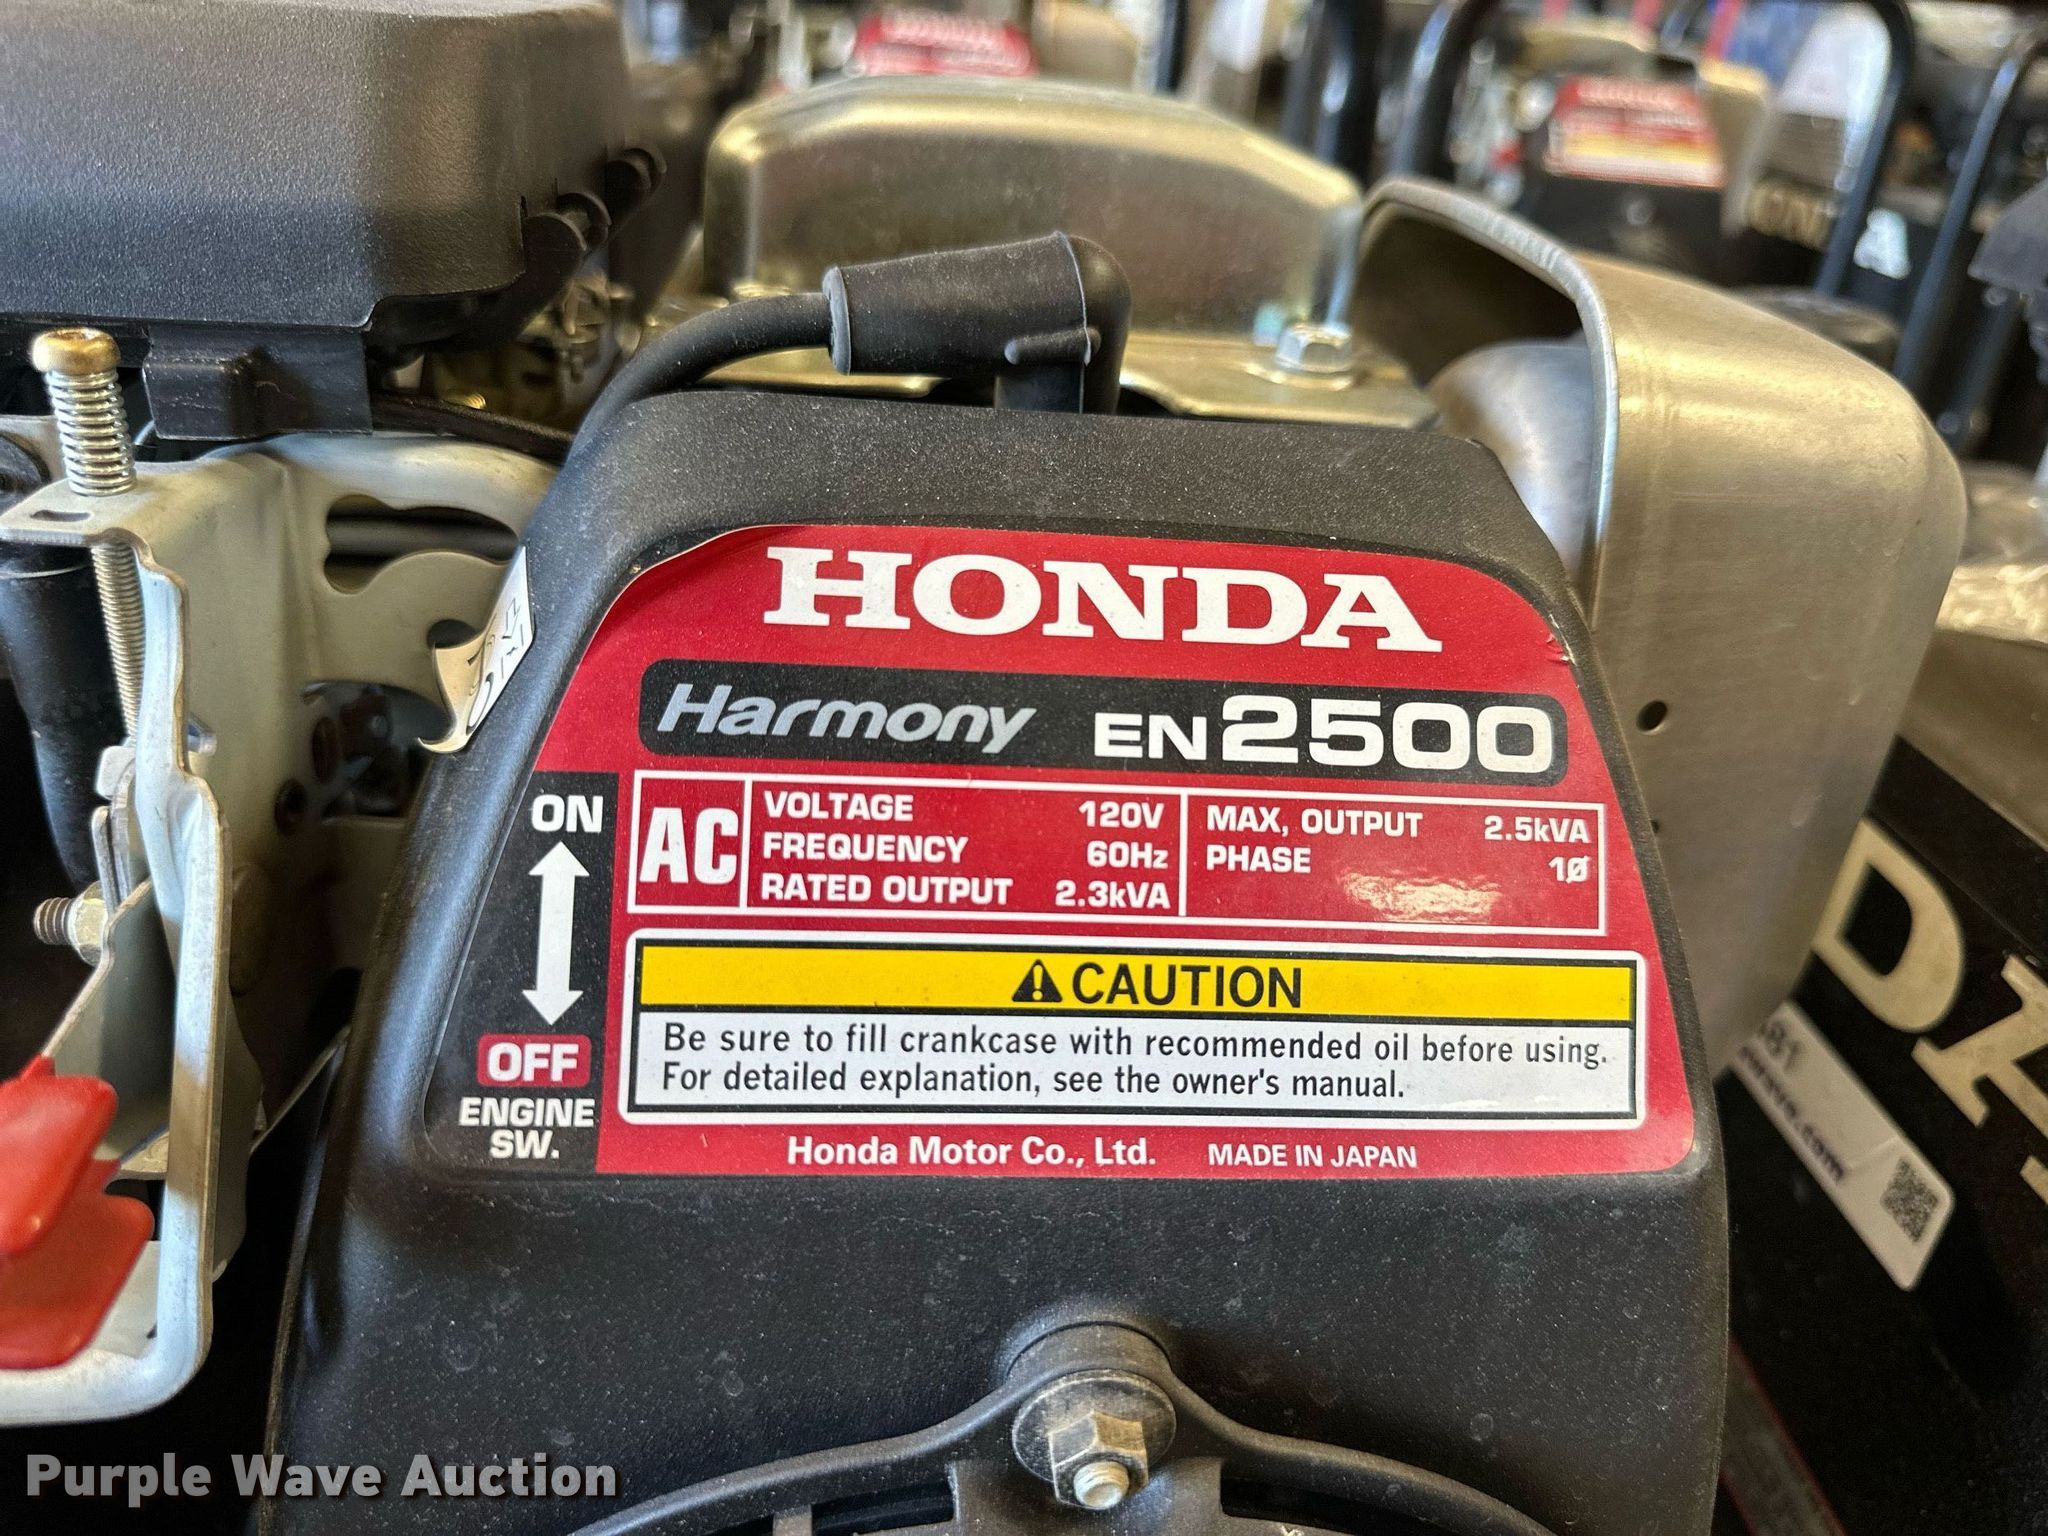 HONDA
Harmony EN2500
AC
VOLTAGE 120V
FREQUENCY 60Hz
RATED OUTPUT 2.3kVA
MAX, OUTPUT 2.5kVA
PHASE 1Ø
ON
OFF
ENGINE
SW.
⚠CAUTION
Be sure to fill crankcase with recommended oil before using.
For detailed explanation, see the owner's manual.
Honda Motor Co., Ltd. MADE IN JAPAN
HONDA
HONDA
Purple Wave Auction